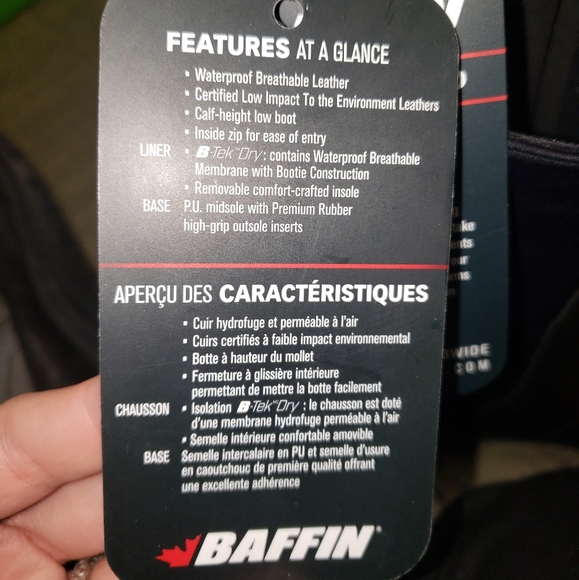 FEATURES AT A GLANCE
• Waterproof Breathable Leather
• Certified Low Impact To the Environment Leathers
• Calf-height low boot
• Inside zip for ease of entry
LINER • B-Tek™Dry: contains Waterproof Breathable
Membrane with Bootie Construction
• Removable comfort-crafted insole
BASE P.U. midsole with Premium Rubber
high-grip outsole inserts
APERÇU DES CARACTÉRISTIQUES
• Cuir hydrofuge et perméable à l'air
• Cuirs certifiés à faible impact environnemental
• Botte à hauteur du mollet
• Fermeture à glissière intérieure
permettant de mettre la botte facilement
CHAUSSON • Isolation B-Tek™Dry : le chausson est doté
d'une membrane hydrofuge perméable à l'air
• Semelle intérieure confortable amovible
BASE Semelle intercalaire en PU et semelle d'usure
en caoutchouc de première qualité offrant
une excellente adhérence
BAFFIN